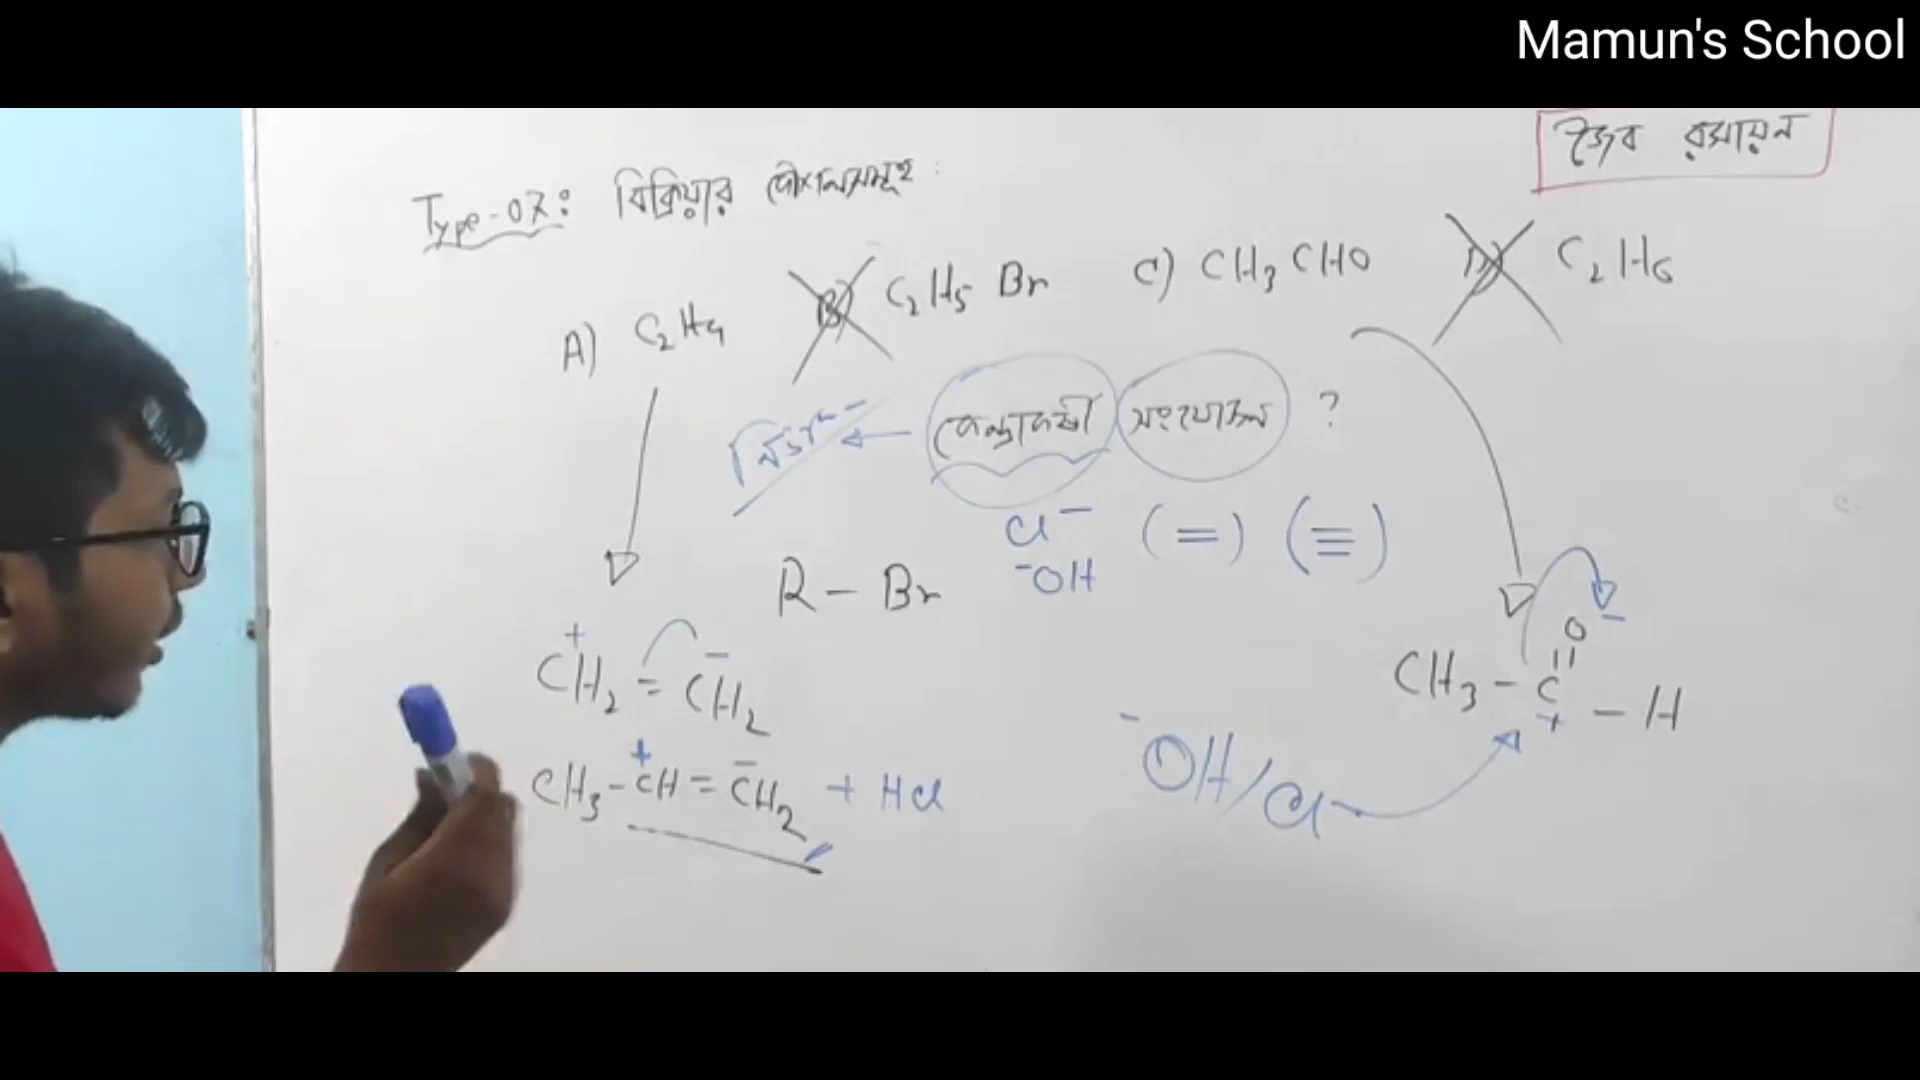 Mamun's School
জৈব রসায়ন
Type-07: বিক্রিয়ার কৌশলসমূহ:
A) C₂H₄ B) C₂H₅Br C) CH₃CHO D) C₂H₆
কেন্দ্রাকর্ষী সংযোজন ?
Cl⁻ (=) (≡)
⁻OH
R – Br
+ –
CH₂ = CH₂
O –
||
CH₃ – C – H
+
+ –
CH₃-CH=CH₂ + HCl
⁻OH/Cl